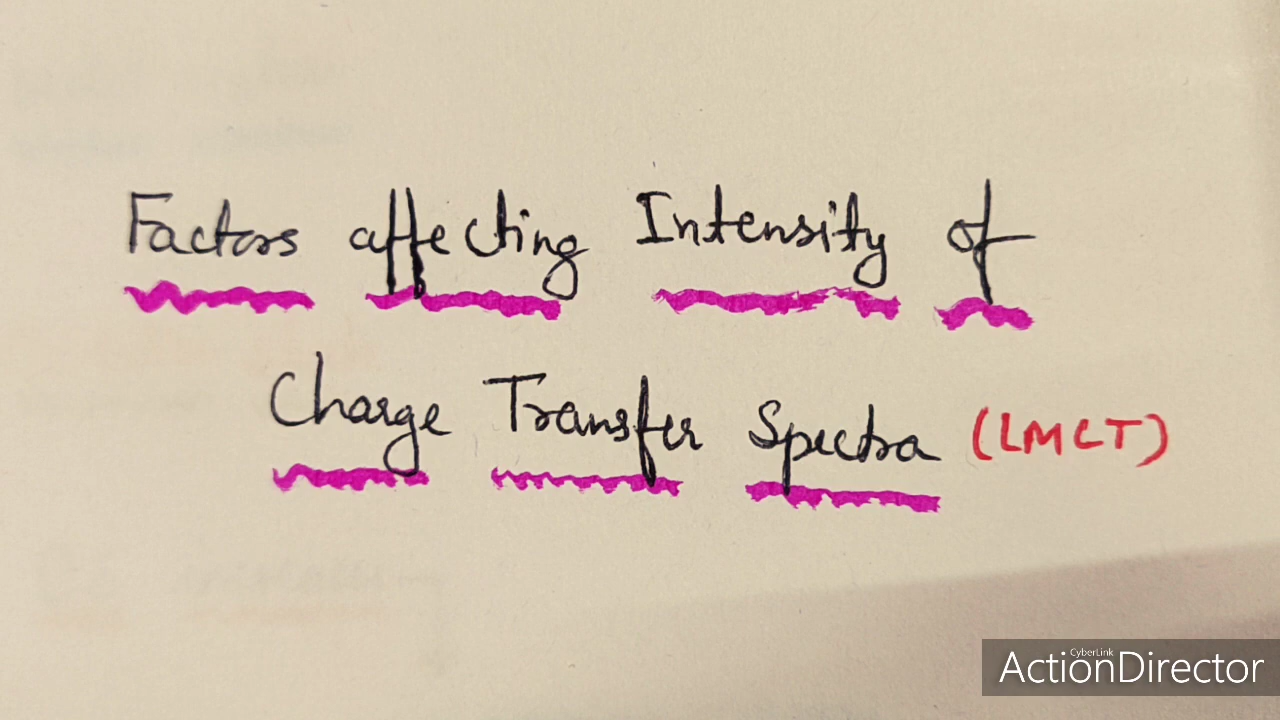 Factors affecting Intensity of
Charge Transfer Spectra (LMCT)
CyberLink
ActionDirector